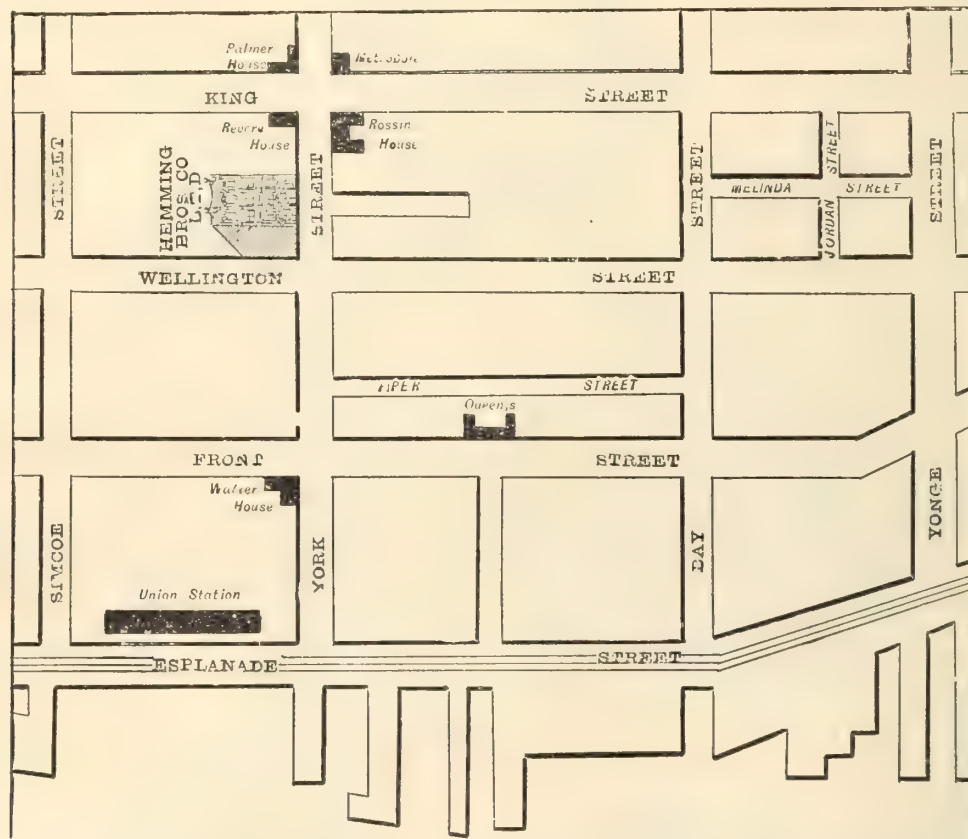 Palmer
House
KING STREET
Revere
House
Rossin
House
STREET
HEMMING
BROS. CO
LT'D
STREET
STREET
MELINDA STREET
STREET
JORDAN
STREET
WELLINGTON STREET
PIPER STREET
Queen's
FRONT STREET
Walker
House
SIMCOE
YORK
BAY
YONGE
Union Station
ESPLANADE STREET